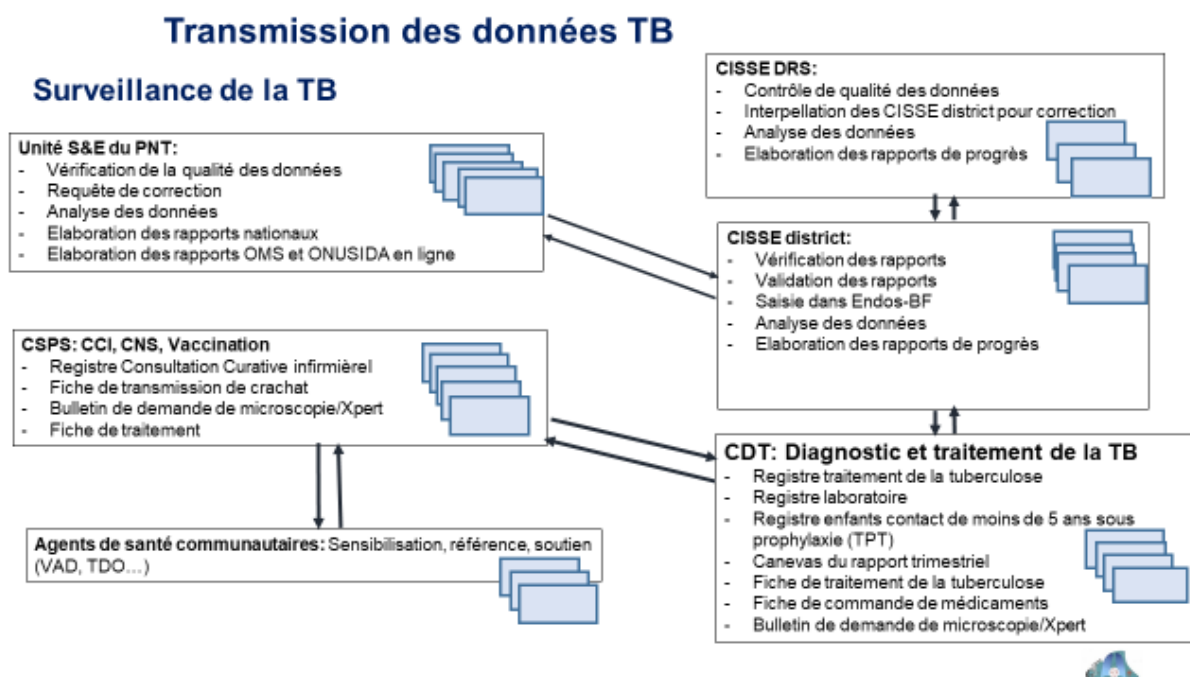 Transmission des données TB
Surveillance de la TB
Unité S&E du PNT:
- Vérification de la qualité des données
- Requête de correction
- Analyse des données
- Elaboration des rapports nationaux
- Elaboration des rapports OMS et ONUSIDA en ligne
CISSE DRS:
- Contrôle de qualité des données
- Interpellation des CISSE district pour correction
- Analyse des données
- Elaboration des rapports de progrès
CISSE district:
- Vérification des rapports
- Validation des rapports
- Saisie dans Endos-BF
- Analyse des données
- Elaboration des rapports de progrès
CSPS: CCI, CNS, Vaccination
- Registre Consultation Curative infirmièrel
- Fiche de transmission de crachat
- Bulletin de demande de microscopie/Xpert
- Fiche de traitement
CDT: Diagnostic et traitement de la TB
- Registre traitement de la tuberculose
- Registre laboratoire
- Registre enfants contact de moins de 5 ans sous
prophylaxie (TPT)
- Canevas du rapport trimestriel
- Fiche de traitement de la tuberculose
- Fiche de commande de médicaments
- Bulletin de demande de microscopie/Xpert
Agents de santé communautaires: Sensibilisation, référence, soutien
(VAD, TDO...)